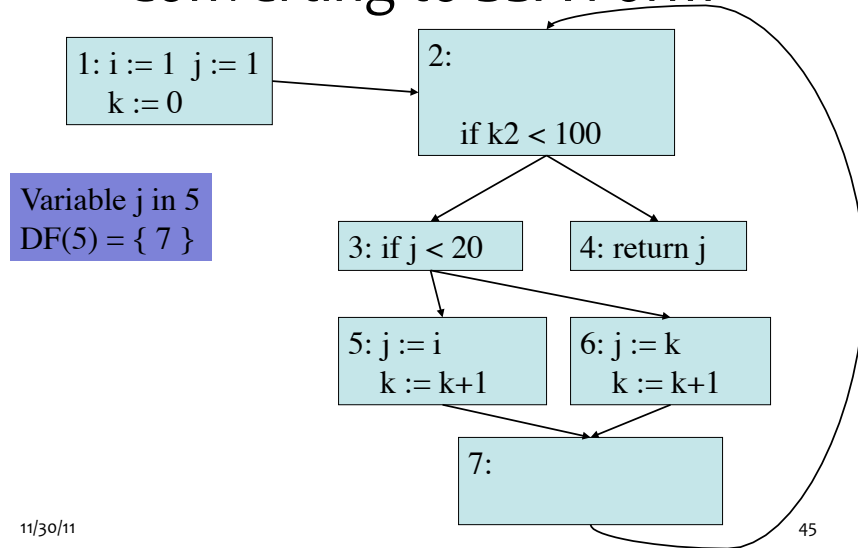 1: i := 1 j := 1
k := 0
2:
if k2 < 100
Variable j in 5
DF(5) = { 7 }
3: if j < 20
4: return j
5: j := i
k := k+1
6: j := k
k := k+1
7:
11/30/11
45